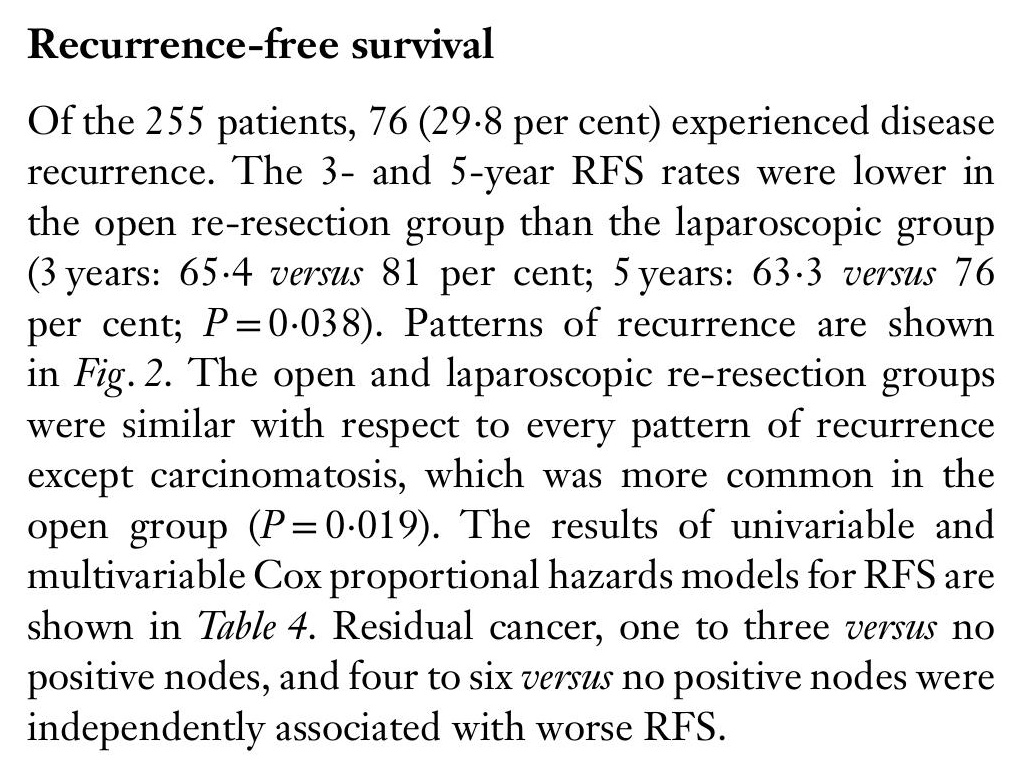 Recurrence-free survival
Of the 255 patients, 76 (29·8 per cent) experienced disease
recurrence. The 3- and 5-year RFS rates were lower in
the open re-resection group than the laparoscopic group
(3 years: 65·4 versus 81 per cent; 5 years: 63·3 versus 76
per cent; P = 0·038). Patterns of recurrence are shown
in Fig. 2. The open and laparoscopic re-resection groups
were similar with respect to every pattern of recurrence
except carcinomatosis, which was more common in the
open group (P = 0·019). The results of univariable and
multivariable Cox proportional hazards models for RFS are
shown in Table 4. Residual cancer, one to three versus no
positive nodes, and four to six versus no positive nodes were
independently associated with worse RFS.